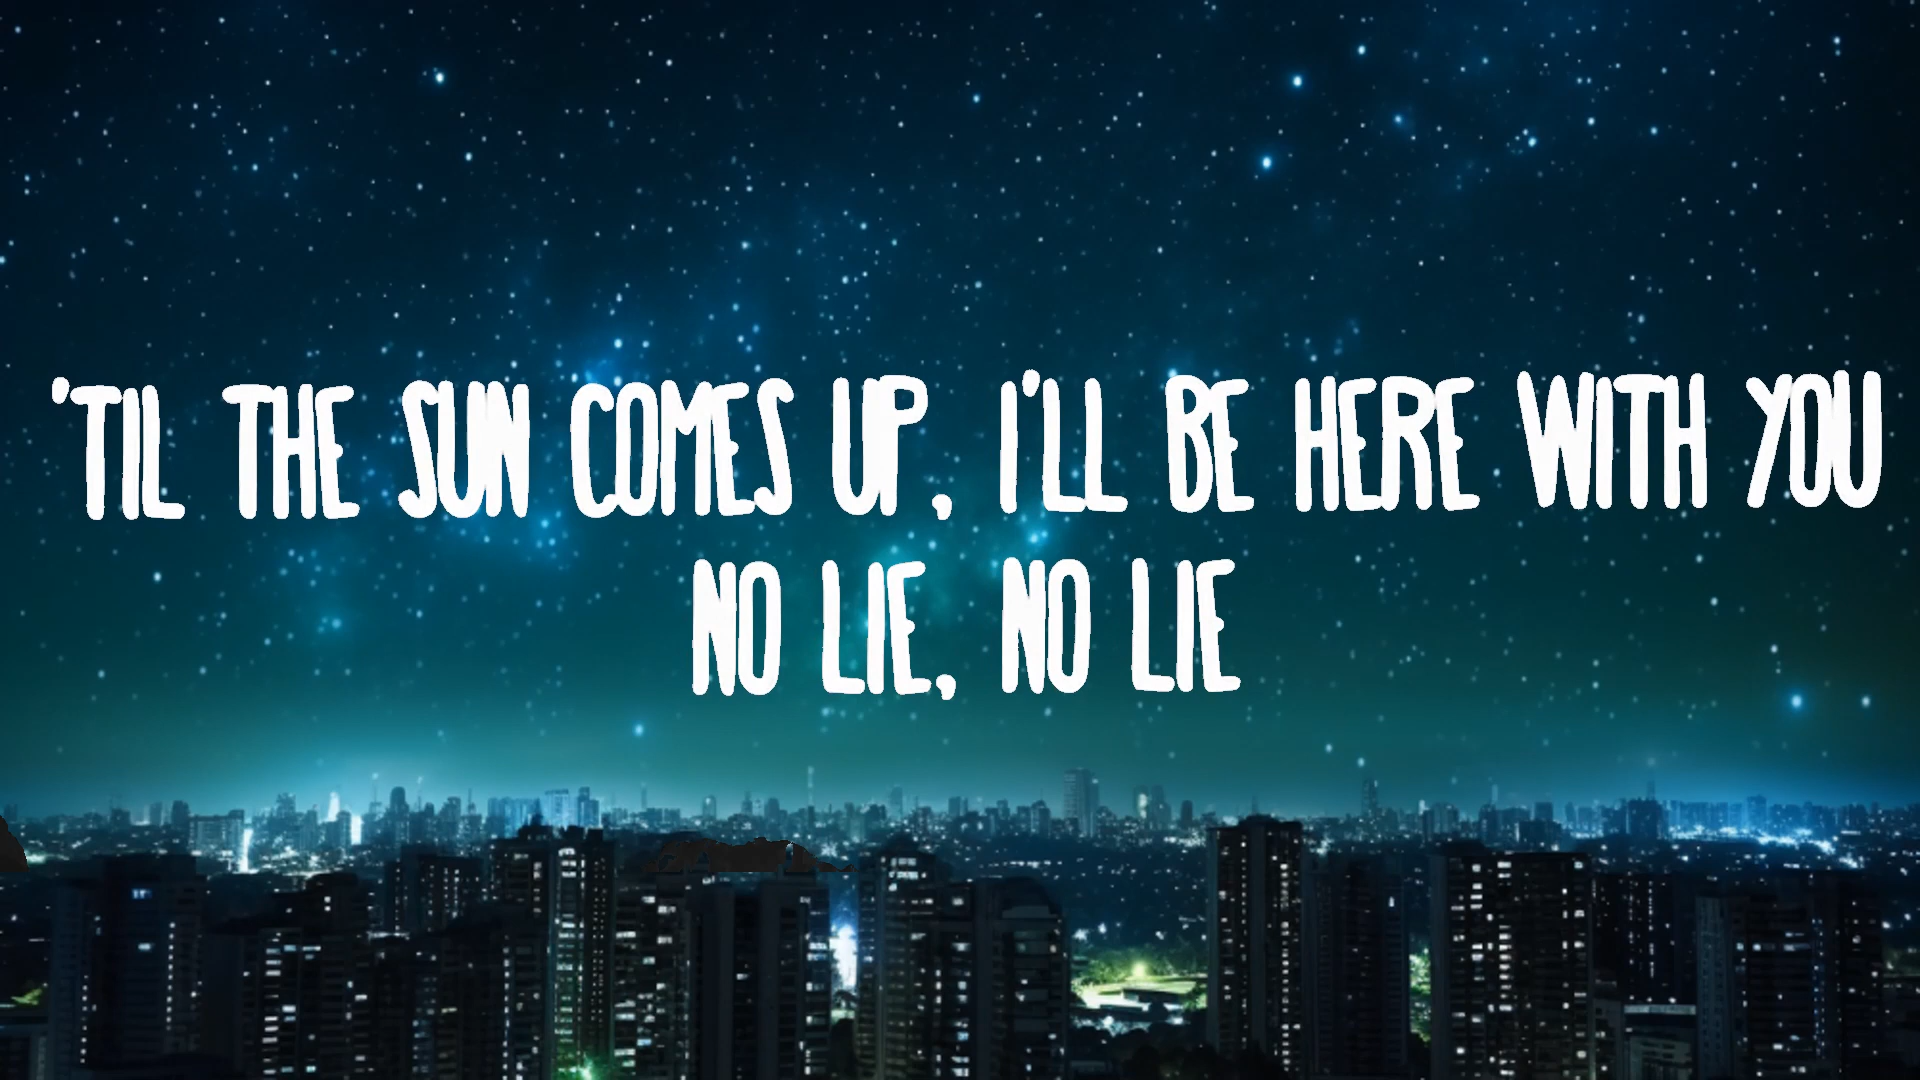 'TIL THE SUN COMES UP, I'LL BE HERE WITH YOU
NO LIE, NO LIE